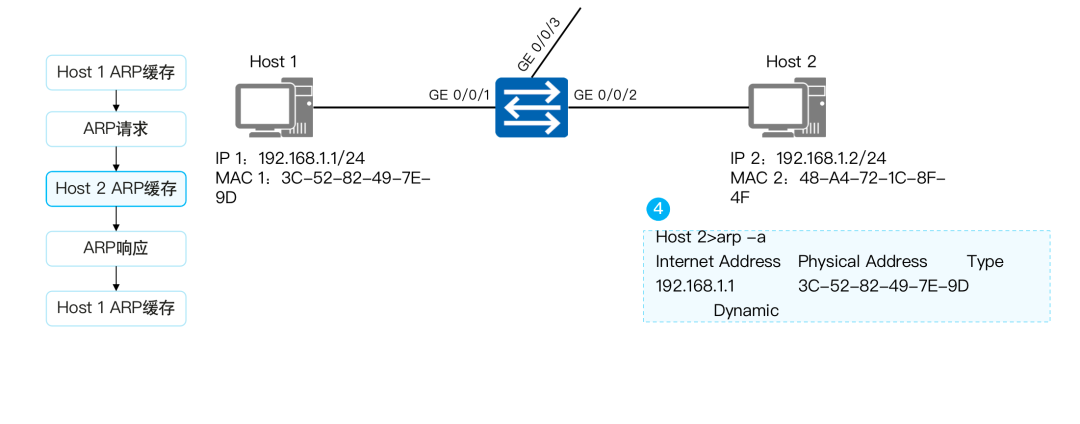 Host 1 ARP缓存
ARP请求
Host 2 ARP缓存
ARP响应
Host 1 ARP缓存
Host 1
GE 0/0/1
GE 0/0/3
GE 0/0/2
Host 2
IP 1：192.168.1.1/24
MAC 1：3C-52-82-49-7E-
9D
IP 2：192.168.1.2/24
MAC 2：48-A4-72-1C-8F-
4F
4
Host 2>arp -a
Internet Address Physical Address Type
192.168.1.1 3C-52-82-49-7E-9D
Dynamic